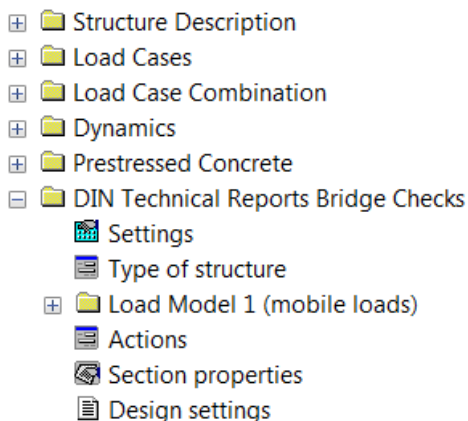 Structure Description
Load Cases
Load Case Combination
Dynamics
Prestressed Concrete
DIN Technical Reports Bridge Checks
Settings
Type of structure
Load Model 1 (mobile loads)
Actions
Section properties
Design settings